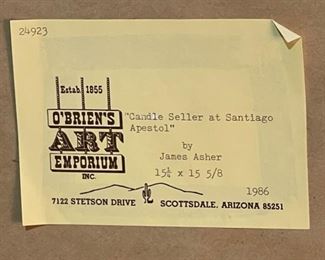 24923
Estab. 1855
O'BRIEN'S
ART
EMPORIUM
INC.
"Candle Seller at Santiago
Apestol"
by
James Asher
15¼ x 15 5/8
1986
7122 STETSON DRIVE SCOTTSDALE, ARIZONA 85251